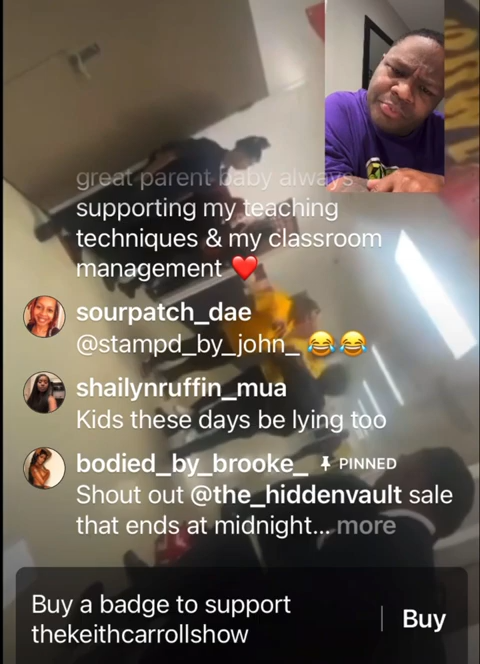 great parent baby always
supporting my teaching
techniques & my classroom
management ❤️
sourpatch_dae
@stampd_by_john_ 😂😂
shailynruffin_mua
Kids these days be lying too
bodied_by_brooke_ PINNED
Shout out @the_hiddenvault sale
that ends at midnight... more
Buy a badge to support
thekeithcarrollshow
Buy